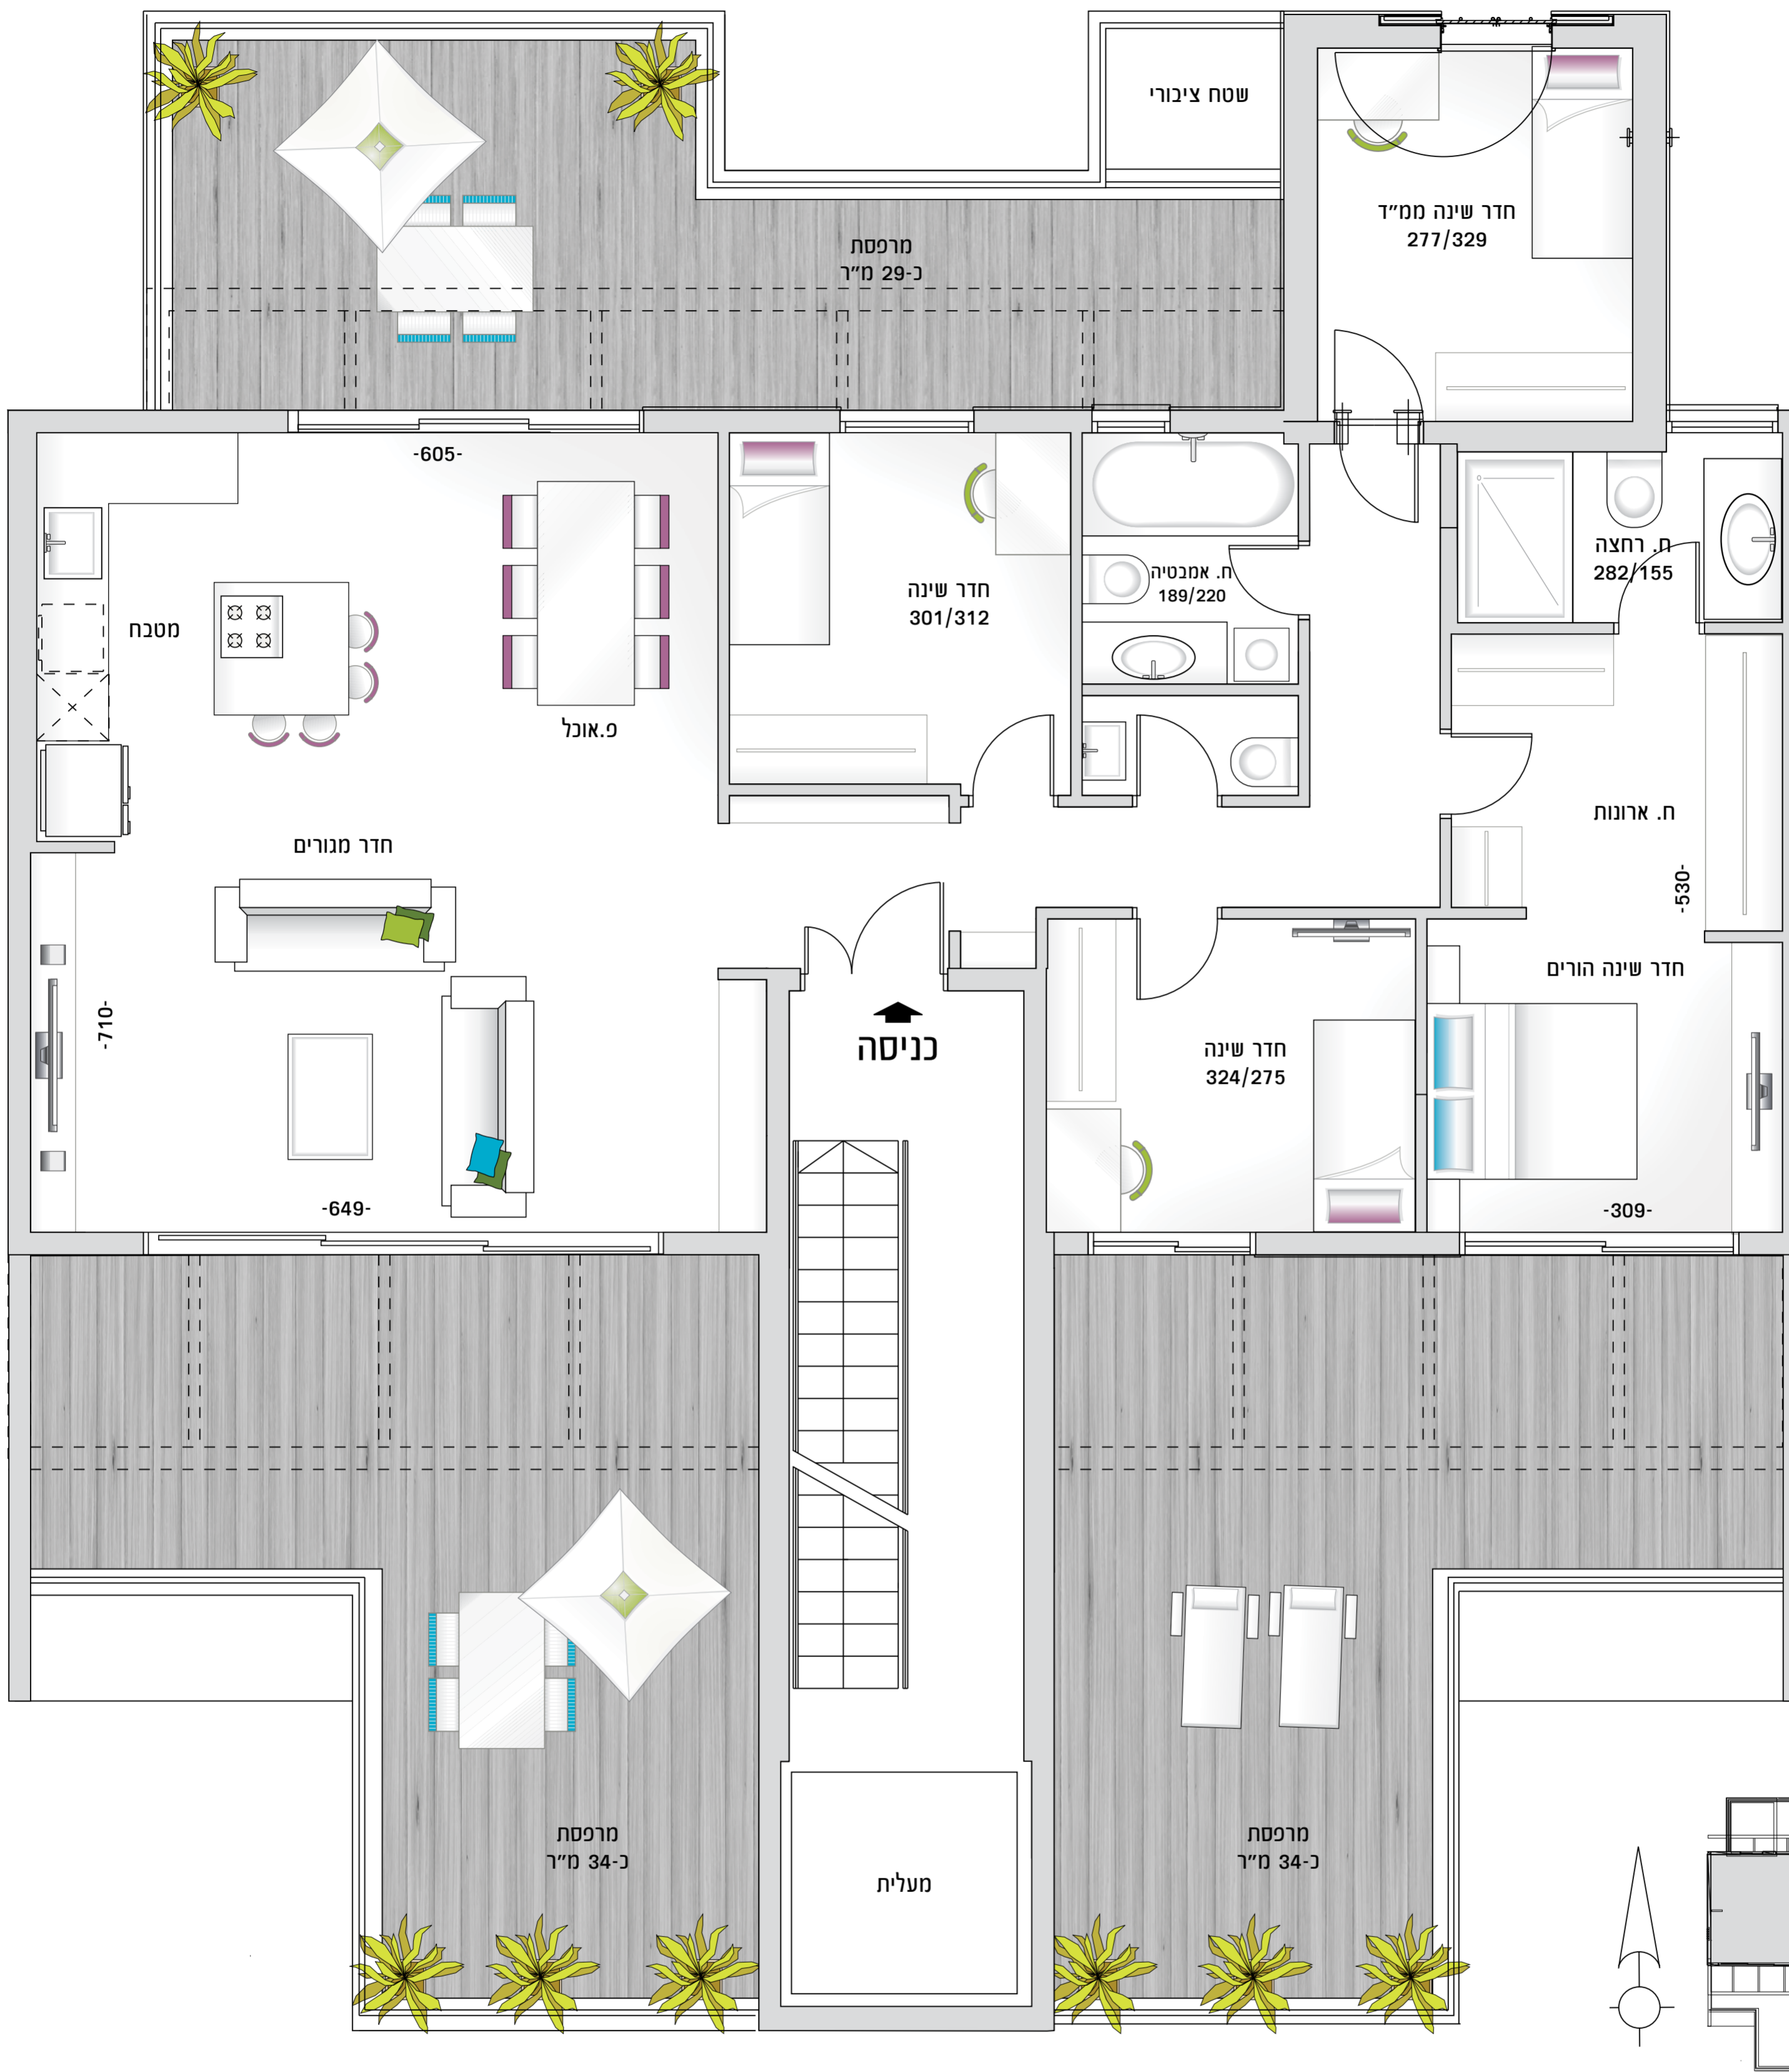 שטח ציבורי
חדר שינה ממ״ד
277/329
מרפסת
כ-29 מ״ר
-605-
ח. רחצה
282/155
ח. אמבטיה
189/220
חדר שינה
301/312
מטבח
פ.אוכל
ח. ארונות
-530-
חדר מגורים
חדר שינה הורים
-710-
כניסה
חדר שינה
324/275
-649-
-309-
מרפסת
כ-34 מ״ר
מרפסת
כ-34 מ״ר
מעלית